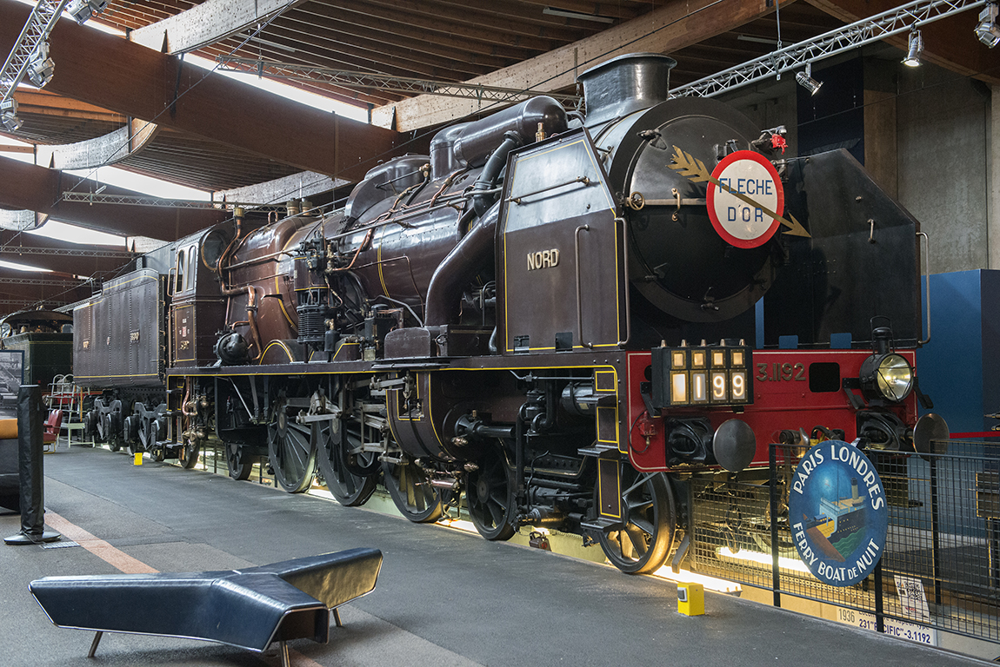 FLECHE
D'OR
NORD
1199
3.1192
PARIS LONDRES
FERRY BOAT DE NUIT
1936
231"PACIFIC"-3.1192